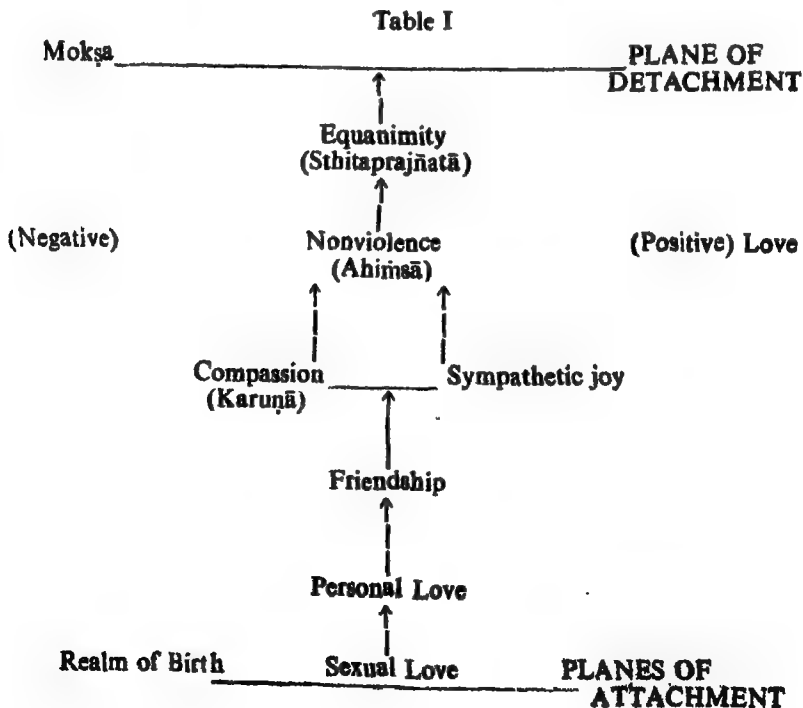 Table I
Mokṣa PLANE OF
DETACHMENT
Equanimity
(Sthitaprajñatā)
(Negative) Nonviolence (Positive) Love
(Ahiṁsā)
Compassion Sympathetic joy
(Karuṇā)
Friendship
Personal Love
Realm of Birth Sexual Love PLANES OF
ATTACHMENT